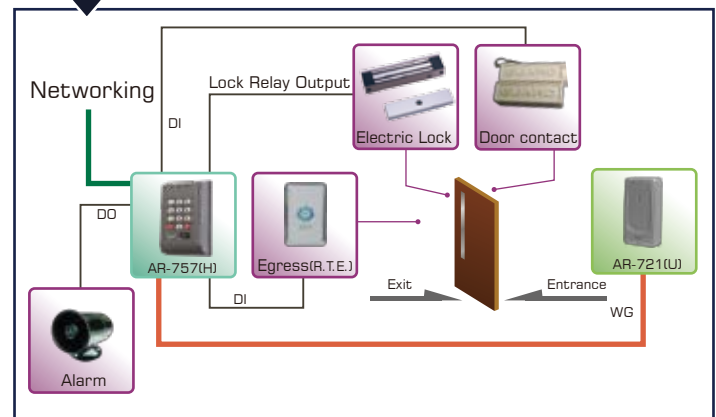 Networking
Lock Relay Output
DI
Electric Lock
Door contact
DO
AR-757(H)
Egress(R.T.E.)
AR-721(U)
DI
Exit
Entrance
WG
Alarm